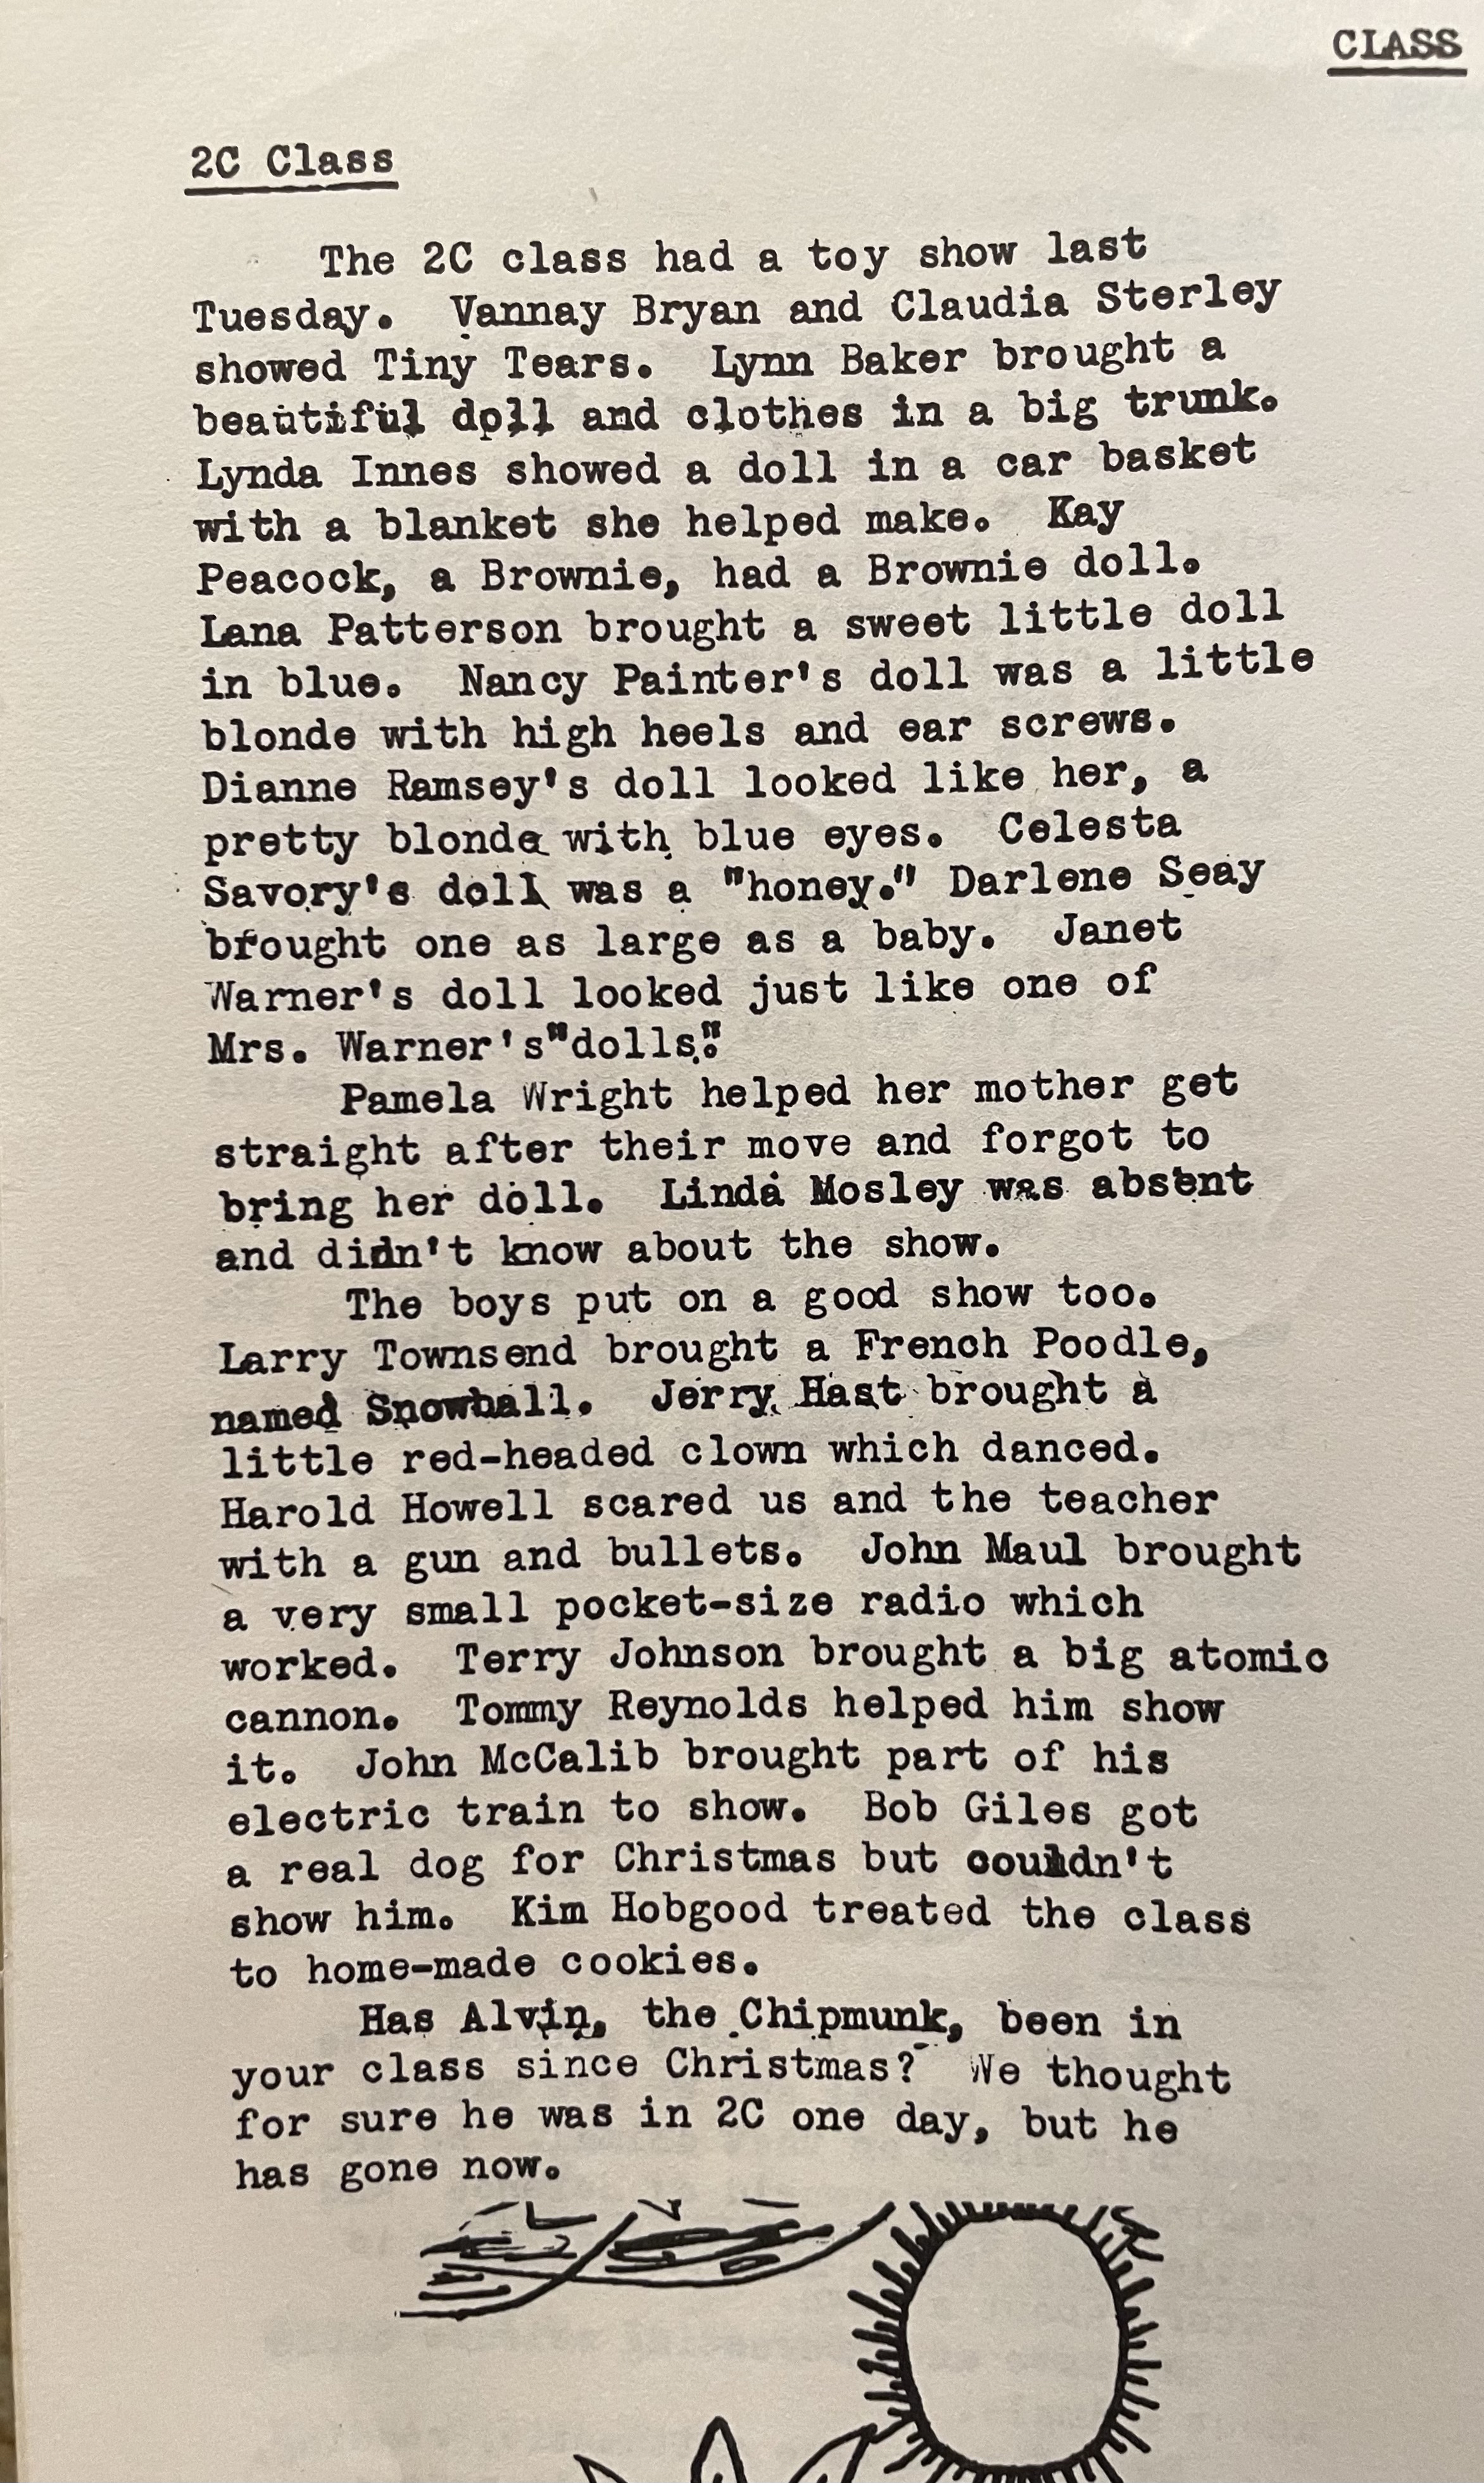 CLASS
2C Class
The 2C class had a toy show last
Tuesday. Vannay Bryan and Claudia Sterley
showed Tiny Tears. Lynn Baker brought a
beautiful doll and clothes in a big trunk.
Lynda Innes showed a doll in a car basket
with a blanket she helped make. Kay
Peacock, a Brownie, had a Brownie doll.
Lana Patterson brought a sweet little doll
in blue. Nancy Painter's doll was a little
blonde with high heels and ear screws.
Dianne Ramsey's doll looked like her, a
pretty blonde with blue eyes. Celesta
Savory's doll was a "honey." Darlene Seay
brought one as large as a baby. Janet
Warner's doll looked just like one of
Mrs. Warner's"dolls."
Pamela Wright helped her mother get
straight after their move and forgot to
bring her doll. Linda Mosley was absent
and didn't know about the show.
The boys put on a good show too.
Larry Townsend brought a French Poodle,
named Snowball. Jerry Hast brought a
little red-headed clown which danced.
Harold Howell scared us and the teacher
with a gun and bullets. John Maul brought
a very small pocket-size radio which
worked. Terry Johnson brought a big atomic
cannon. Tommy Reynolds helped him show
it. John McCalib brought part of his
electric train to show. Bob Giles got
a real dog for Christmas but couldn't
show him. Kim Hobgood treated the class
to home-made cookies.
Has Alvin, the Chipmunk, been in
your class since Christmas? We thought
for sure he was in 2C one day, but he
has gone now.